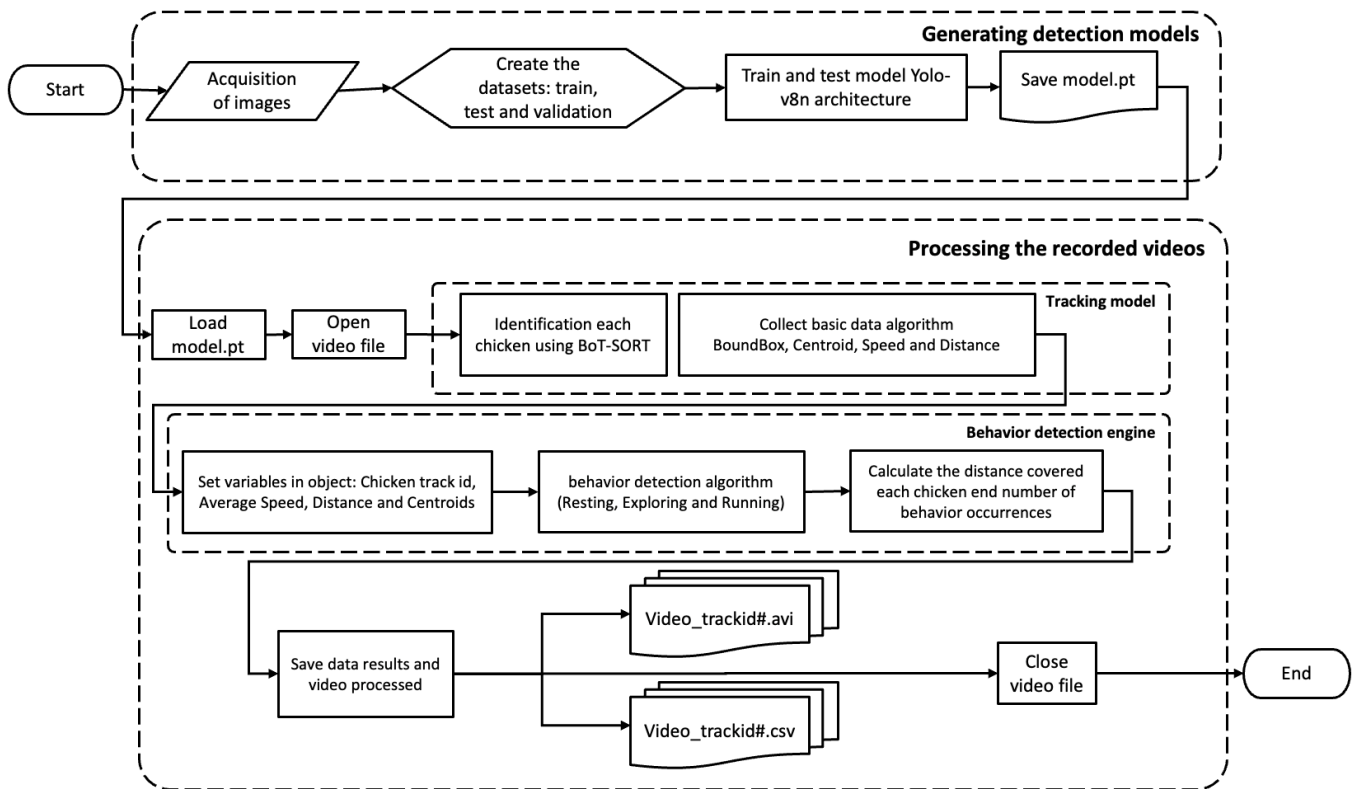 Generating detection models
Start
Acquisition
of images
Create the
datasets: train,
test and validation
Train and test model Yolo-
v8n architecture
Save model.pt
Processing the recorded videos
Tracking model
Load
model.pt
Open
video file
Identification each
chicken using BoT-SORT
Collect basic data algorithm
BoundBox, Centroid, Speed and Distance
Behavior detection engine
Set variables in object: Chicken track id,
Average Speed, Distance and Centroids
behavior detection algorithm
(Resting, Exploring and Running)
Calculate the distance covered
each chicken end number of
behavior occurrences
Save data results and
video processed
Video_trackid#.avi
Video_trackid#.csv
Close
video file
End